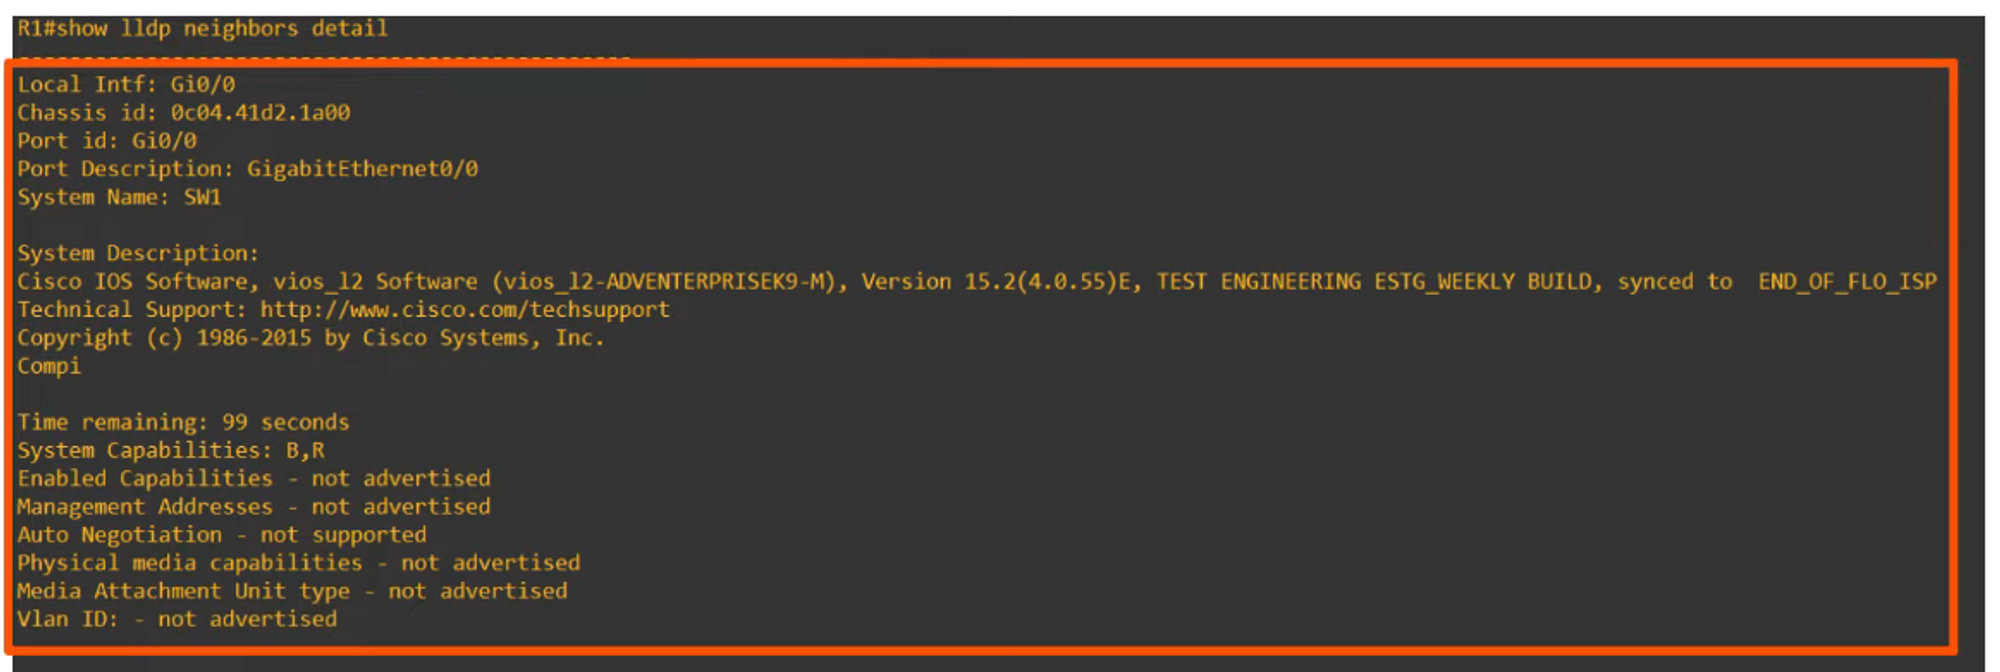 R1#show lldp neighbors detail
------------------------------------------------
Local Intf: Gi0/0
Chassis id: 0c04.41d2.1a00
Port id: Gi0/0
Port Description: GigabitEthernet0/0
System Name: SW1
System Description:
Cisco IOS Software, vios_l2 Software (vios_l2-ADVENTERPRISEK9-M), Version 15.2(4.0.55)E, TEST ENGINEERING ESTG_WEEKLY BUILD, synced to  END_OF_FLO_ISP
Technical Support: http://www.cisco.com/techsupport
Copyright (c) 1986-2015 by Cisco Systems, Inc.
Compi
Time remaining: 99 seconds
System Capabilities: B,R
Enabled Capabilities - not advertised
Management Addresses - not advertised
Auto Negotiation - not supported
Physical media capabilities - not advertised
Media Attachment Unit type - not advertised
Vlan ID: - not advertised